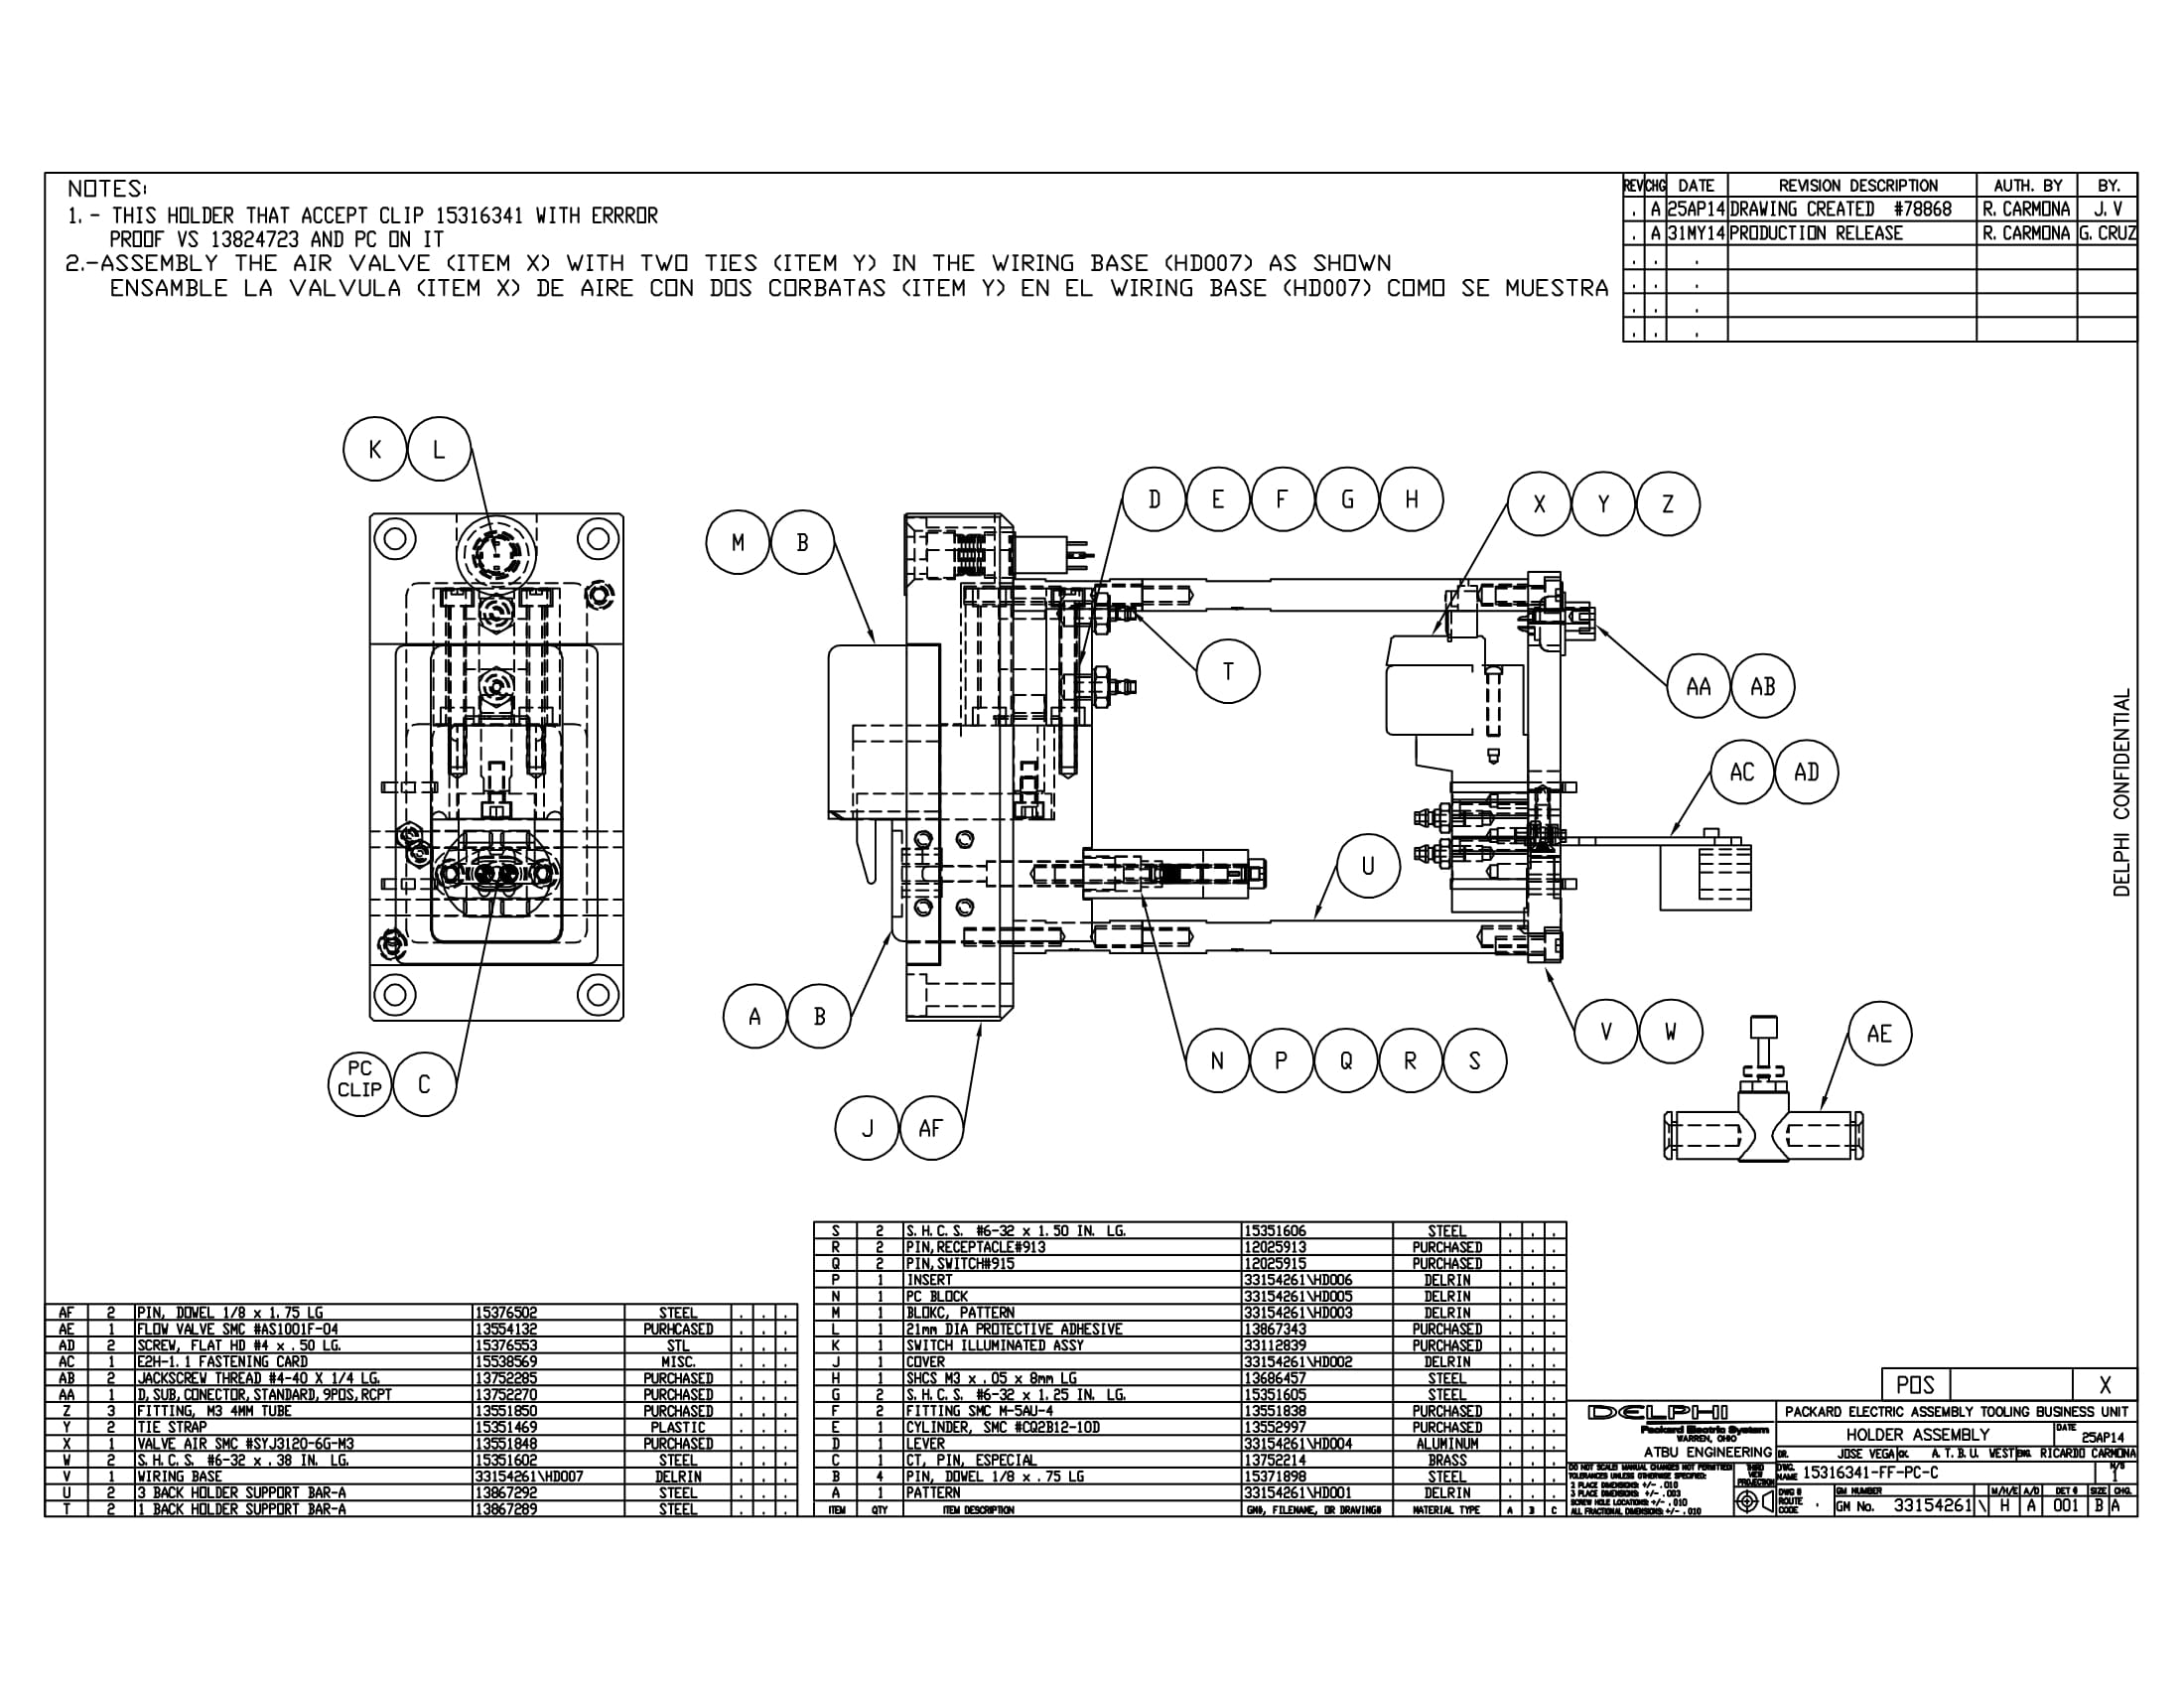 NOTES:
1.- THIS HOLDER THAT ACCEPT CLIP 15316341 WITH ERRROR
PROOF VS 13824723 AND PC ON IT
2.-ASSEMBLY THE AIR VALVE (ITEM X) WITH TWO TIES (ITEM Y) IN THE WIRING BASE (HD007) AS SHOWN
ENSAMBLE LA VALVULA (ITEM X) DE AIRE CON DOS CORBATAS (ITEM Y) EN EL WIRING BASE (HD007) COMO SE MUESTRA
REV CHG DATE REVISION DESCRIPTION AUTH. BY BY.
. A 25AP14 DRAWING CREATED #78868 R. CARMONA J. V
. A 31MY14 PRODUCTION RELEASE R. CARMONA G. CRUZ
. . .
. . .
. . .
. . .
K L
D E F G H
X Y Z
M B
T
AA AB
AC AD
U
A B
V W
N P Q R S
AE
PC
CLIP
C
J AF
DELPHI CONFIDENTIAL
S 2 S.H.C.S. #6-32 x 1.50 IN. LG. 15351606 STEEL . . .
R 2 PIN,RECEPTACLE#913 12025913 PURCHASED . . .
Q 2 PIN,SWITCH#915 12025915 PURCHASED . . .
P 1 INSERT 33154261\HD006 DELRIN . . .
N 1 PC BLOCK 33154261\HD005 DELRIN . . .
M 1 BLOKC, PATTERN 33154261\HD003 DELRIN . . .
L 1 21mm DIA PROTECTIVE ADHESIVE 13867343 PURCHASED . . .
K 1 SWITCH ILLUMINATED ASSY 33112839 PURCHASED . . .
J 1 COVER 33154261\HD002 DELRIN . . .
H 1 SHCS M3 x .05 x 8mm LG 13686457 STEEL . . .
G 2 S.H.C.S. #6-32 x 1.25 IN. LG. 15351605 STEEL . . .
F 2 FITTING SMC M-5AU-4 13551838 PURCHASED . . .
E 1 CYLINDER, SMC #CQ2B12-10D 13552997 PURCHASED . . .
D 1 LEVER 33154261\HD004 ALUMINUM . . .
C 1 CT, PIN, ESPECIAL 13752214 BRASS . . .
B 4 PIN, DOWEL 1/8 x .75 LG 15371898 STEEL . . .
A 1 PATTERN 33154261\HD001 DELRIN . . .
ITEM QTY ITEM DESCRIPTION GM#, FILENAME, OR DRAWING# MATERIAL TYPE A B C
AF 2 PIN, DOWEL 1/8 x 1.75 LG 15376502 STEEL . . .
AE 1 FLOW VALVE SMC #AS1001F-04 13554132 PURHCASED . . .
AD 2 SCREW, FLAT HD #4 x .50 LG. 15376553 STL . . .
AC 1 E2H-1.1 FASTENING CARD 15538569 MISC. . . .
AB 2 JACKSCREW THREAD #4-40 X 1/4 LG. 13752285 PURCHASED . . .
AA 1 D,SUB,CONECTOR,STANDARD,9POS,RCPT 13752270 PURCHASED . . .
Z 3 FITTING, M3 4MM TUBE 13551850 PURCHASED . . .
Y 2 TIE STRAP 15351469 PLASTIC . . .
X 1 VALVE AIR SMC #SYJ3120-6G-M3 13551848 PURCHASED . . .
W 2 S.H.C.S. #6-32 x .38 IN. LG. 15351602 STEEL . . .
V 1 WIRING BASE 33154261\HD007 DELRIN . . .
U 2 3 BACK HOLDER SUPPORT BAR-A 13867292 STEEL . . .
T 2 1 BACK HOLDER SUPPORT BAR-A 13867289 STEEL . . .
POS X
DELPHI
Packard Electric Systems
WARREN, OHIO
ATBU ENGINEERING
PACKARD ELECTRIC ASSEMBLY TOOLING BUSINESS UNIT
HOLDER ASSEMBLY
DATE 25AP14
DR. JOSE VEGA CK. A.T.B.U. WEST ENG. RICARDO CARMONA
DO NOT SCALE: MANUAL CHANGES NOT PERMITTED
TOLERANCES UNLESS OTHERWISE SPECIFIED:
2 PLACE DIMENSIONS: +/- .010
3 PLACE DIMENSIONS: +/- .003
SCREW HOLE LOCATIONS: +/- .010
ALL FRACTIONAL DIMENSIONS: +/- .010
THIRD
VIEW
PROJECTION
DWG.
NAME 15316341-FF-PC-C
1
DWG #
ROUTE
CODE .
GM NUMBER M/H/E A/D DET # SIZE CHG.
GM No. 33154261\ H A 001 B A